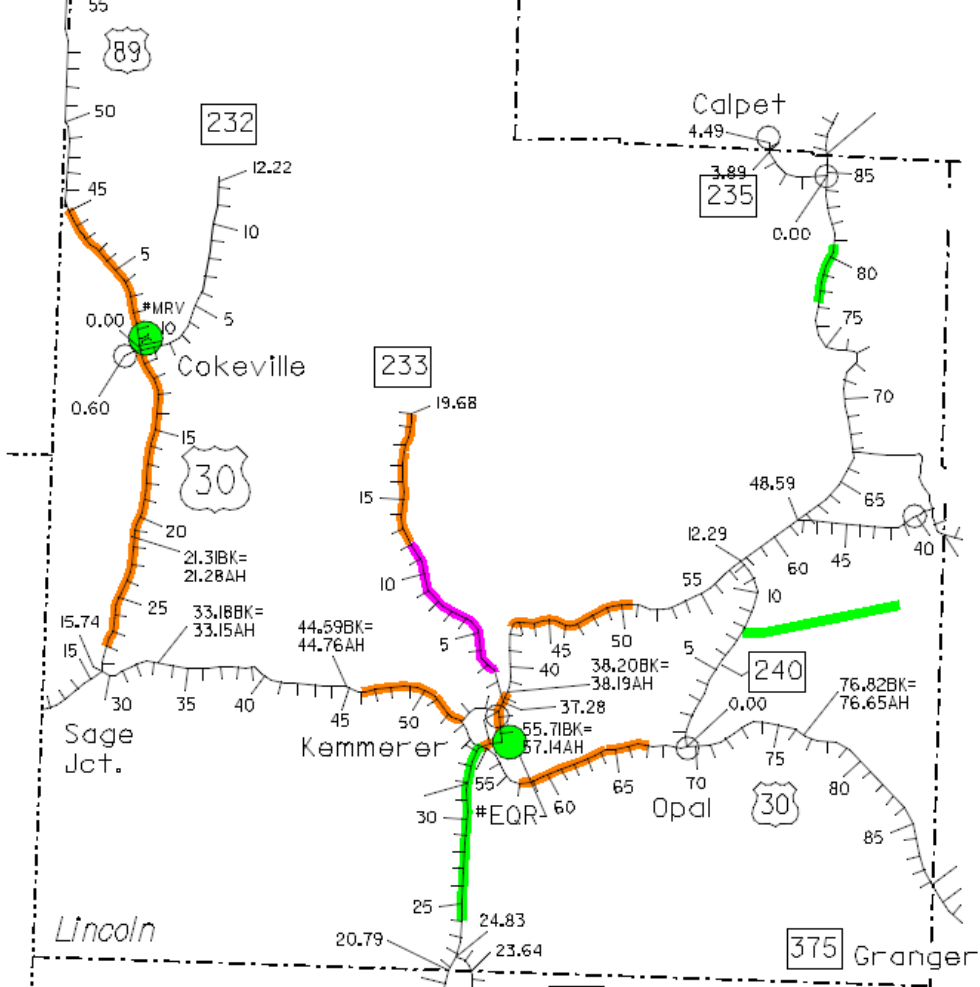 55
89
50
232
12.22
Calpet
4.49
3.89
85
235
45
10
0.00
5
80
#MRV
0.00
10
5
75
Cokeville
233
0.60
19.68
70
15
30
15
48.59
65
20
12.29
40
21.31BK=
21.28AH
45
60
10
55
25
33.18BK=
33.15AH
10
15.74
44.59BK=
44.76AH
5
45
50
15
40
38.20BK=
38.19AH
5
240
30
35
40
45
50
37.28
0.00
76.82BK=
76.65AH
Sage
Jct.
Kemmerer
55.71BK=
57.14AH
75
55
65
70
80
30
#EQR
60
Opal
30
85
25
Lincoln
24.83
20.79
23.64
375
Granger